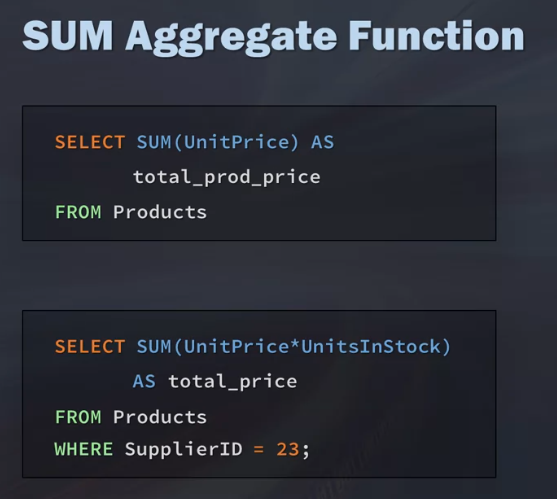 SUM Aggregate Function
SELECT SUM(UnitPrice) AS
total_prod_price
FROM Products
SELECT SUM(UnitPrice*UnitsInStock)
AS total_price
FROM Products
WHERE SupplierID = 23;